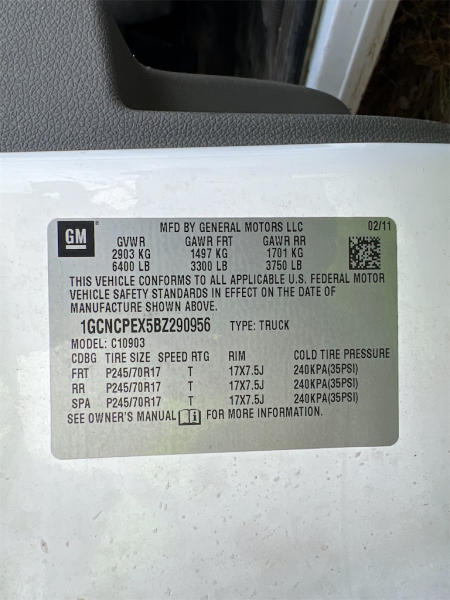 GM MFD BY GENERAL MOTORS LLC 02/11
GVWR GAWR FRT GAWR RR
2903 KG 1497 KG 1701 KG
6400 LB 3300 LB 3750 LB
THIS VEHICLE CONFORMS TO ALL APPLICABLE U.S. FEDERAL MOTOR
VEHICLE SAFETY STANDARDS IN EFFECT ON THE DATE OF
MANUFACTURE SHOWN ABOVE.
1GCNCPEX5BZ290956 TYPE: TRUCK
MODEL: C10903
CDBG TIRE SIZE SPEED RTG RIM COLD TIRE PRESSURE
FRT P245/70R17 T 17X7.5J 240KPA(35PSI)
RR P245/70R17 T 17X7.5J 240KPA(35PSI)
SPA P245/70R17 T 17X7.5J 240KPA(35PSI)
SEE OWNER'S MANUAL FOR MORE INFORMATION.